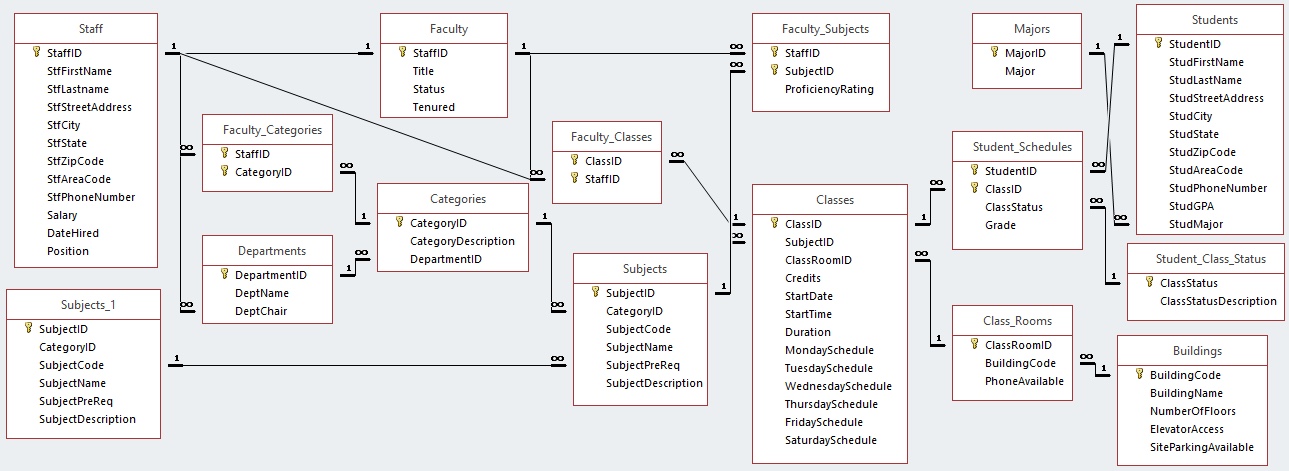 Staff
StaffID
StfFirstName
StfLastname
StfStreetAddress
StfCity
StfState
StfZipCode
StfAreaCode
StfPhoneNumber
Salary
DateHired
Position
1
1
∞
∞
∞
Faculty
StaffID
Title
Status
Tenured
1
∞
Faculty_Subjects
StaffID
SubjectID
ProficiencyRating
∞
Majors
MajorID
Major
1
∞
Students
StudentID
StudFirstName
StudLastName
StudStreetAddress
StudCity
StudState
StudZipCode
StudAreaCode
StudPhoneNumber
StudGPA
StudMajor
1
∞
Faculty_Categories
StaffID
CategoryID
∞
1
Faculty_Classes
ClassID
StaffID
∞
1
Student_Schedules
StudentID
ClassID
ClassStatus
Grade
∞
∞
1
Categories
CategoryID
CategoryDescription
DepartmentID
1
∞
Classes
ClassID
SubjectID
ClassRoomID
Credits
StartDate
StartTime
Duration
MondaySchedule
TuesdaySchedule
WednesdaySchedule
ThursdaySchedule
FridaySchedule
SaturdaySchedule
1
∞
∞
1
Departments
DepartmentID
DeptName
DeptChair
1
∞
Subjects
SubjectID
CategoryID
SubjectCode
SubjectName
SubjectPreReq
SubjectDescription
1
Student_Class_Status
ClassStatus
ClassStatusDescription
Subjects_1
SubjectID
CategoryID
SubjectCode
SubjectName
SubjectPreReq
SubjectDescription
1
∞
Class_Rooms
ClassRoomID
BuildingCode
PhoneAvailable
∞
1
Buildings
BuildingCode
BuildingName
NumberOfFloors
ElevatorAccess
SiteParkingAvailable